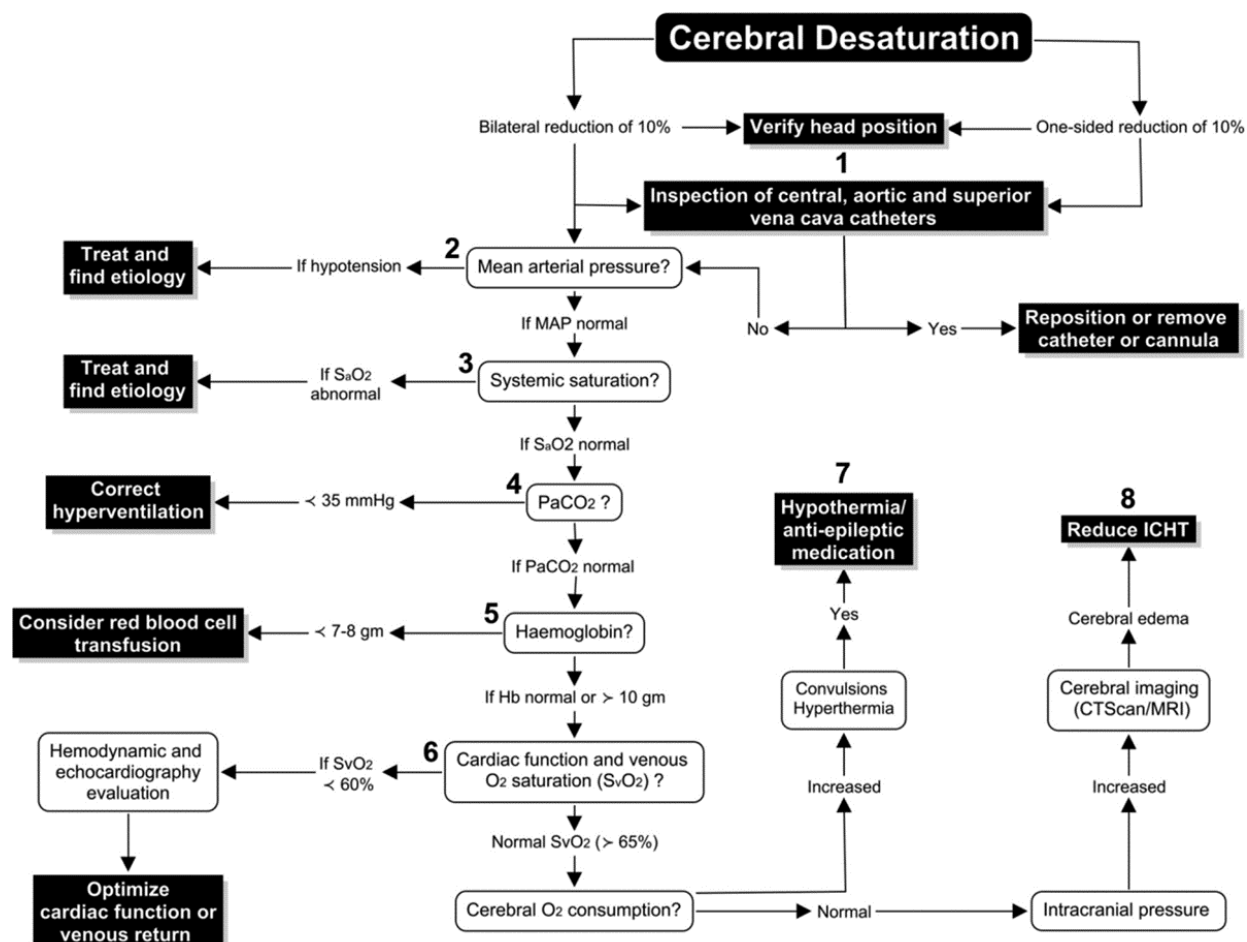 Cerebral Desaturation
Bilateral reduction of 10%
Verify head position
One-sided reduction of 10%
1
Inspection of central, aortic and superior
vena cava catheters
2
Mean arterial pressure?
If hypotension
Treat and
find etiology
If MAP normal
No
Yes
Reposition or remove
catheter or cannula
3
Systemic saturation?
If SaO2
abnormal
Treat and
find etiology
If SaO2 normal
4
PaCO2 ?
< 35 mmHg
Correct
hyperventilation
If PaCO2 normal
5
Haemoglobin?
< 7-8 gm
Consider red blood cell
transfusion
If Hb normal or > 10 gm
6
Cardiac function and venous
O2 saturation (SvO2) ?
If SvO2
< 60%
Hemodynamic and
echocardiography
evaluation
Optimize
cardiac function or
venous return
Normal SvO2 (> 65%)
Cerebral O2 consumption?
Increased
Convulsions
Hyperthermia
Yes
7
Hypothermia/
anti-epileptic
medication
Normal
Intracranial pressure
Increased
Cerebral imaging
(CTScan/MRI)
Cerebral edema
8
Reduce ICHT